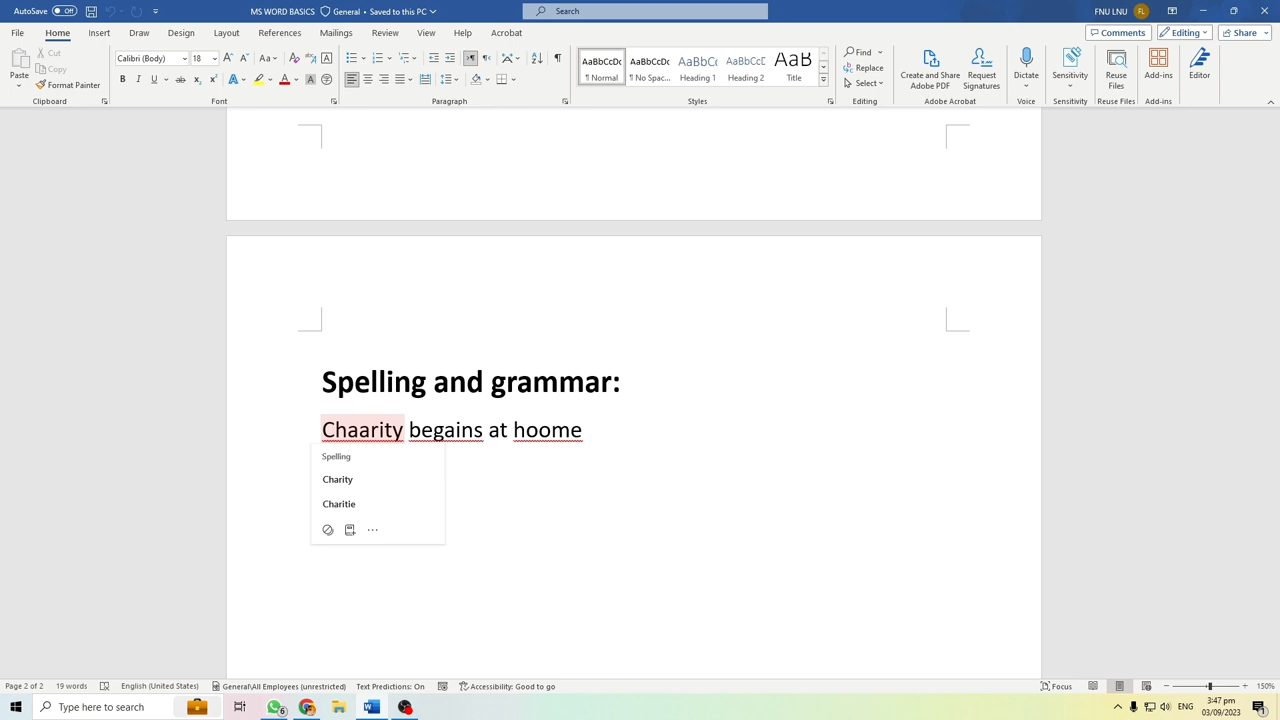 AutoSave Off MS WORD BASICS General • Saved to this PC Search FNU LNU FL
File Home Insert Draw Design Layout References Mailings Review View Help Acrobat Comments Editing Share
Paste Cut Copy Format Painter
Calibri (Body) 18
AaBbCcDc AaBbCcDc AaBbCc AaBbCcC AaB
¶ Normal ¶ No Spac... Heading 1 Heading 2 Title
Find Replace Select
Create and Share Adobe PDF Request Signatures Dictate Sensitivity Reuse Files Add-ins Editor
Clipboard Font Paragraph Styles Editing Adobe Acrobat Voice Sensitivity Reuse Files Add-ins
Spelling and grammar:
Chaarity begains at hoome
Spelling
Charity
Charitie
...
Page 2 of 2 19 words English (United States) General\All Employees (unrestricted) Text Predictions: On Accessibility: Good to go Focus 150%
Type here to search 6 ENG 3:47 pm 03/09/2023 1